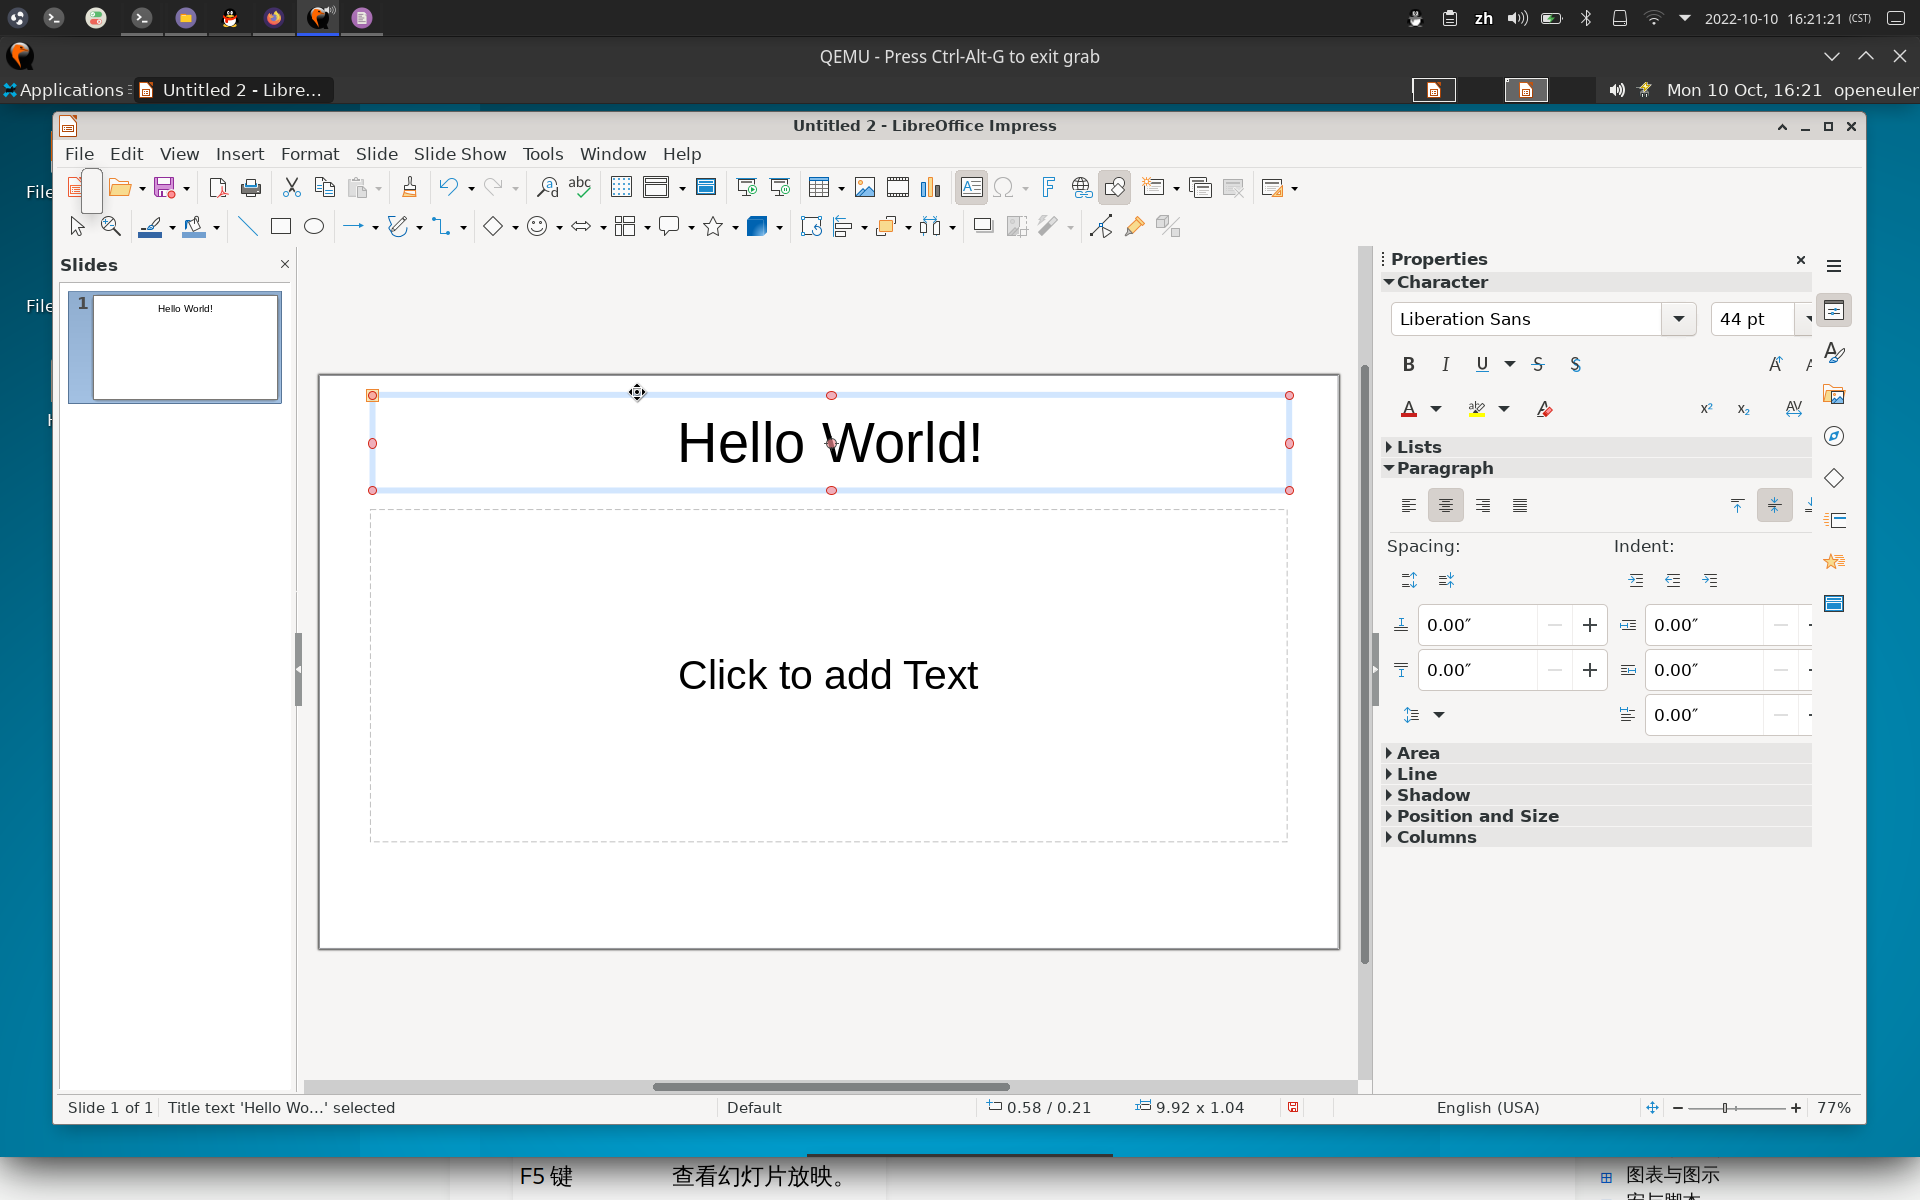 zh
2022-10-10 16:21:21 (CST)
QEMU - Press Ctrl-Alt-G to exit grab
Applications
Untitled 2 - Libre...
Mon 10 Oct, 16:21 openeuler
Untitled 2 - LibreOffice Impress
File Edit View Insert Format Slide Slide Show Tools Window Help
abc
Slides
Properties
Character
1
Hello World!
Liberation Sans
44 pt
B I U S S
Hello World!
Lists
Paragraph
Spacing:
Indent:
0.00″ 0.00″
0.00″ 0.00″
0.00″
Click to add Text
Area
Line
Shadow
Position and Size
Columns
File
File
Slide 1 of 1
Title text 'Hello Wo...' selected
Default
0.58 / 0.21
9.92 x 1.04
English (USA)
77%
F5 键
查看幻灯片放映。
图表与图示